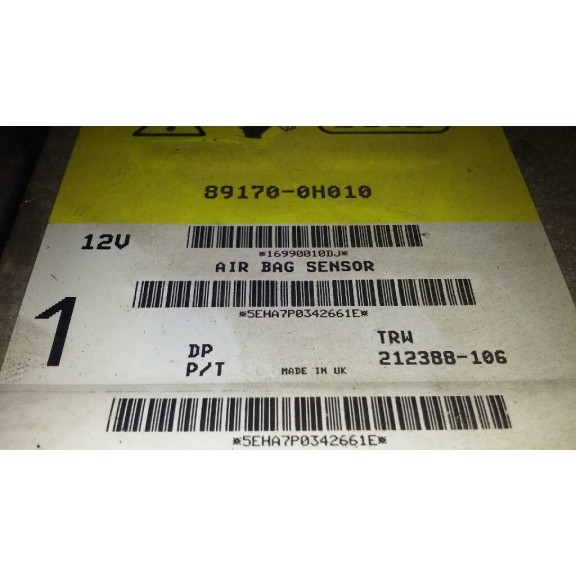 89170-0H010
12V
*16990010DJ*
AIR BAG SENSOR
1
*5EHA7P0342661E*
DP
P/T
MADE IN UK
TRW
212388-106
*5EHA7P0342661E*